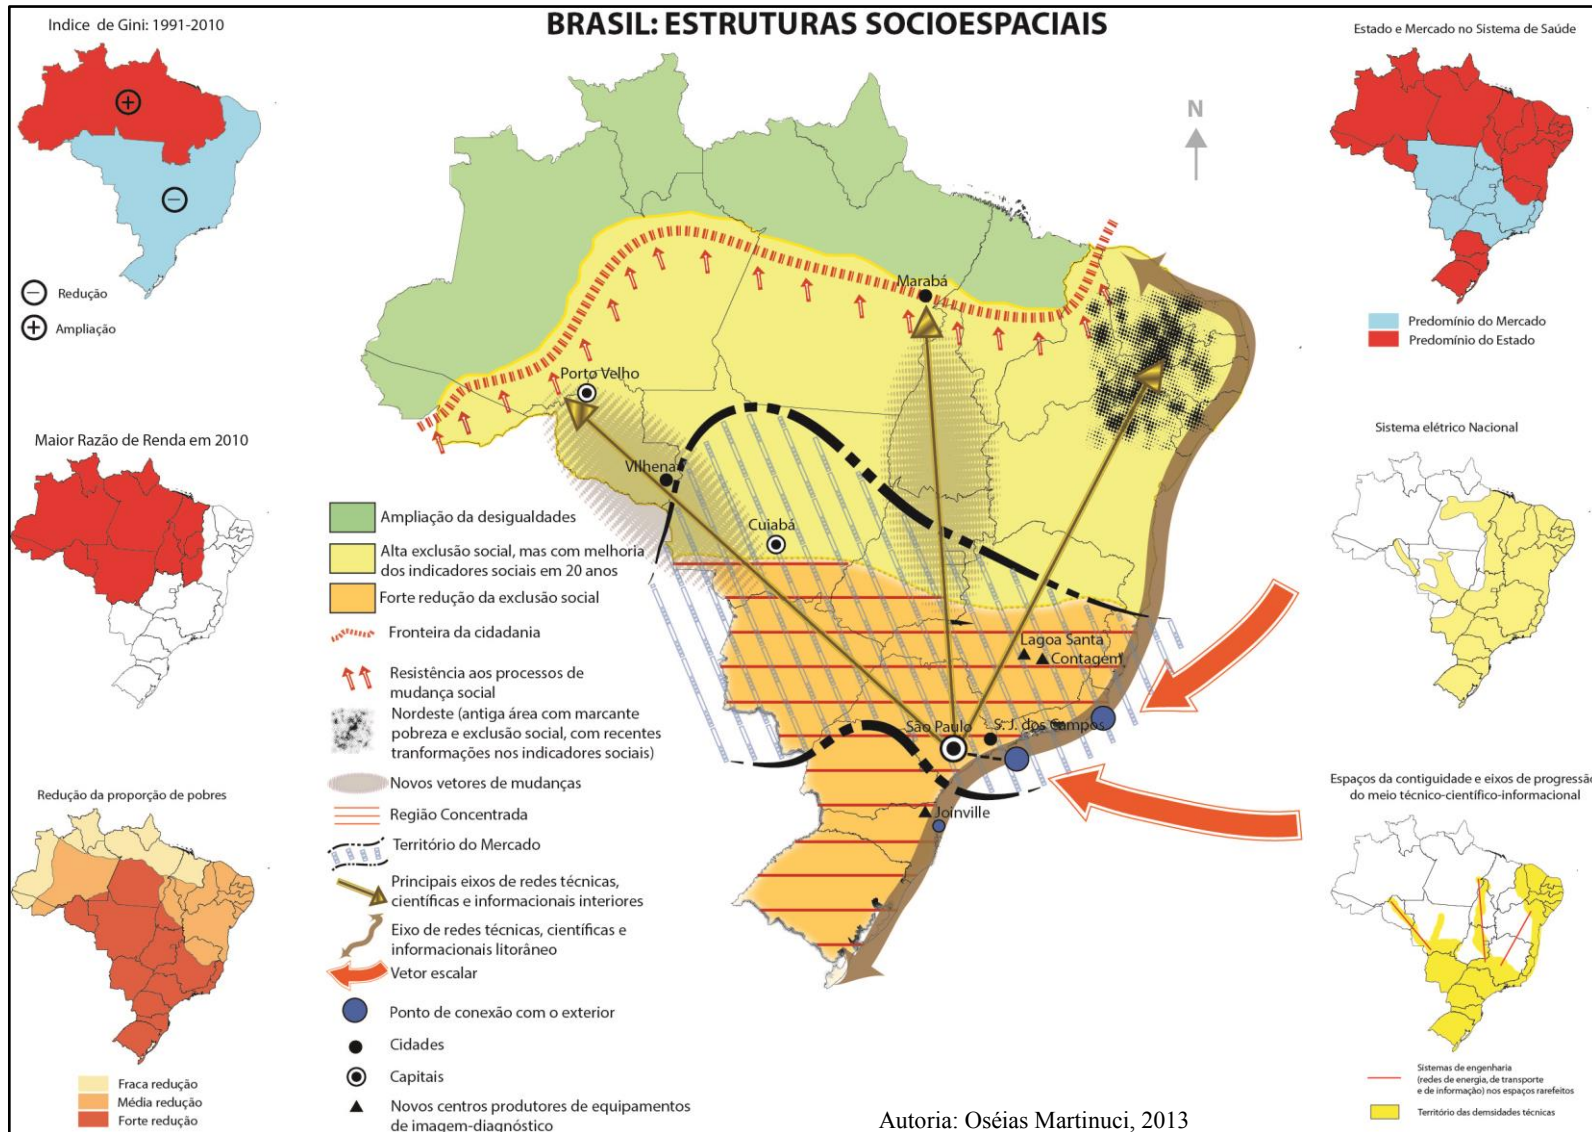 BRASIL: ESTRUTURAS SOCIOESPACIAIS
Indice de Gini: 1991-2010
Redução
Ampliação
Maior Razão de Renda em 2010
Redução da proporção de pobres
Fraca redução
Média redução
Forte redução
N
Marabá
Porto Velho
VIlhena
Cuiabá
Lagoa Santa
Contagem
São Paulo
S. J. dos Campos
Joinville
Ampliação da desigualdades
Alta exclusão social, mas com melhoria
dos indicadores sociais em 20 anos
Forte redução da exclusão social
Fronteira da cidadania
Resistência aos processos de
mudança social
Nordeste (antiga área com marcante
pobreza e exclusão social, com recentes
tranformações nos indicadores sociais)
Novos vetores de mudanças
Região Concentrada
Território do Mercado
Principais eixos de redes técnicas,
científicas e informacionais interiores
Eixo de redes técnicas, científicas e
informacionais litorâneo
Vetor escalar
Ponto de conexão com o exterior
Cidades
Capitais
Novos centros produtores de equipamentos
de imagem-diagnóstico
Autoria: Oséias Martinuci, 2013
Estado e Mercado no Sistema de Saúde
Predomínio do Mercado
Predomínio do Estado
Sistema elétrico Nacional
Espaços da contiguidade e eixos de progressão
do meio técnico-científico-informacional
Sistemas de engenharia
(redes de energia, de transporte
e de informação) nos espaços rarefeitos
Território das demsidades técnicas